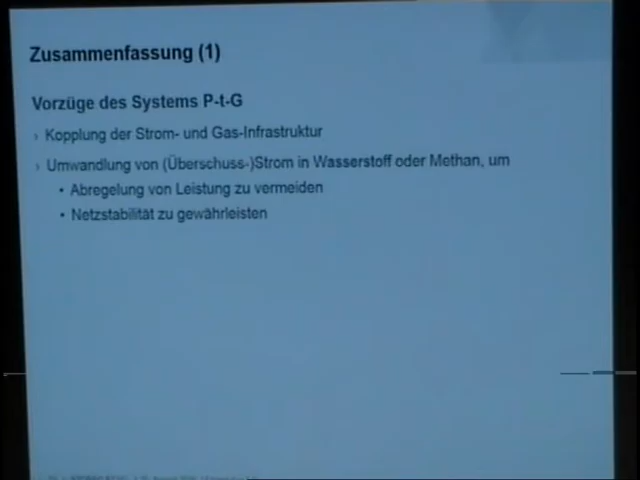 Zusammenfassung (1)
Vorzüge des Systems P-t-G
› Kopplung der Strom- und Gas-Infrastruktur
› Umwandlung von (Überschuss-)Strom in Wasserstoff oder Methan, um
• Abregelung von Leistung zu vermeiden
• Netzstabilität zu gewährleisten